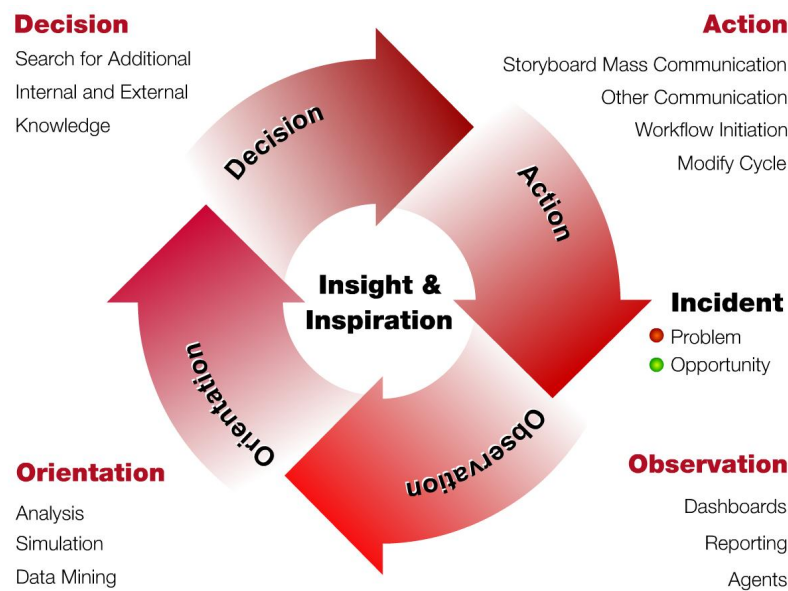 Decision
Search for Additional
Internal and External
Knowledge
Action
Storyboard Mass Communication
Other Communication
Workflow Initiation
Modify Cycle
Decision
Action
Insight &
Inspiration
Incident
Problem
Opportunity
Orientation
Observation
Orientation
Analysis
Simulation
Data Mining
Observation
Dashboards
Reporting
Agents